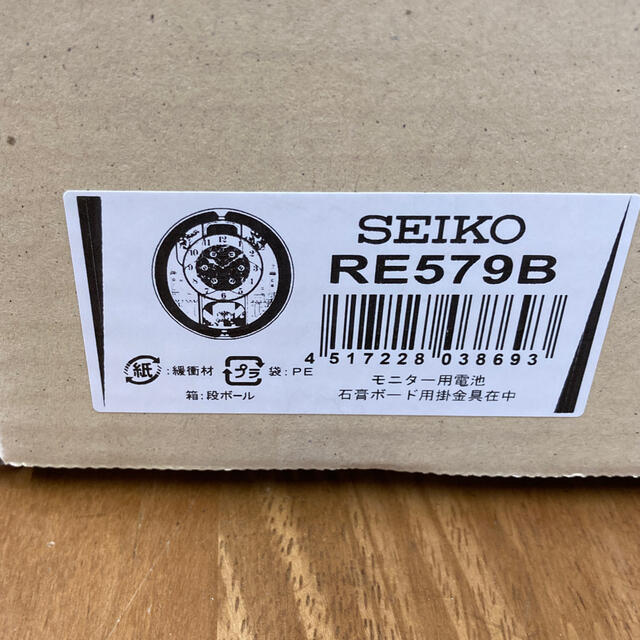 SEIKO
RE579B
4 517228 038693
紙 :緩衝材 プラ 袋:PE
箱:段ボール
モニター用電池
石膏ボード用掛金具在中